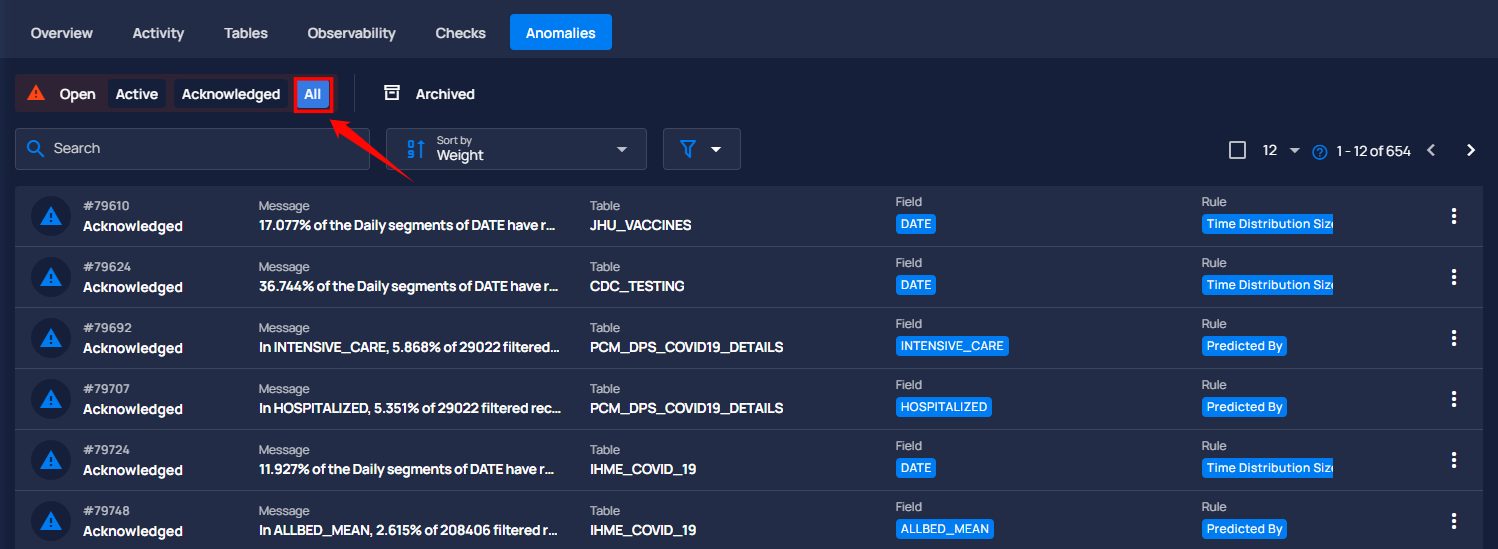 Overview Activity Tables Observability Checks Anomalies
Open Active Acknowledged All Archived
Search
Sort by
Weight
12 1 - 12 of 654
#79610 Message Table Field Rule
Acknowledged 17.077% of the Daily segments of DATE have r... JHU_VACCINES DATE Time Distribution Size
#79624 Message Table Field Rule
Acknowledged 36.744% of the Daily segments of DATE have r... CDC_TESTING DATE Time Distribution Size
#79692 Message Table Field Rule
Acknowledged In INTENSIVE_CARE, 5.868% of 29022 filtered... PCM_DPS_COVID19_DETAILS INTENSIVE_CARE Predicted By
#79707 Message Table Field Rule
Acknowledged In HOSPITALIZED, 5.351% of 29022 filtered rec... PCM_DPS_COVID19_DETAILS HOSPITALIZED Predicted By
#79724 Message Table Field Rule
Acknowledged 11.927% of the Daily segments of DATE have r... IHME_COVID_19 DATE Time Distribution Size
#79748 Message Table Field Rule
Acknowledged In ALLBED_MEAN, 2.615% of 208406 filtered r... IHME_COVID_19 ALLBED_MEAN Predicted By